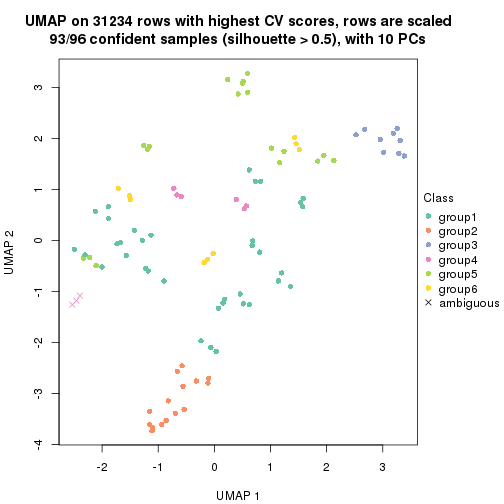 UMAP on 31234 rows with highest CV scores, rows are scaled
93/96 confident samples (silhouette > 0.5), with 10 PCs
3
2
1
0
-1
-2
-3
-4
UMAP 2
-2
-1
0
1
2
3
UMAP 1
Class
group1
group2
group3
group4
group5
group6
ambiguous